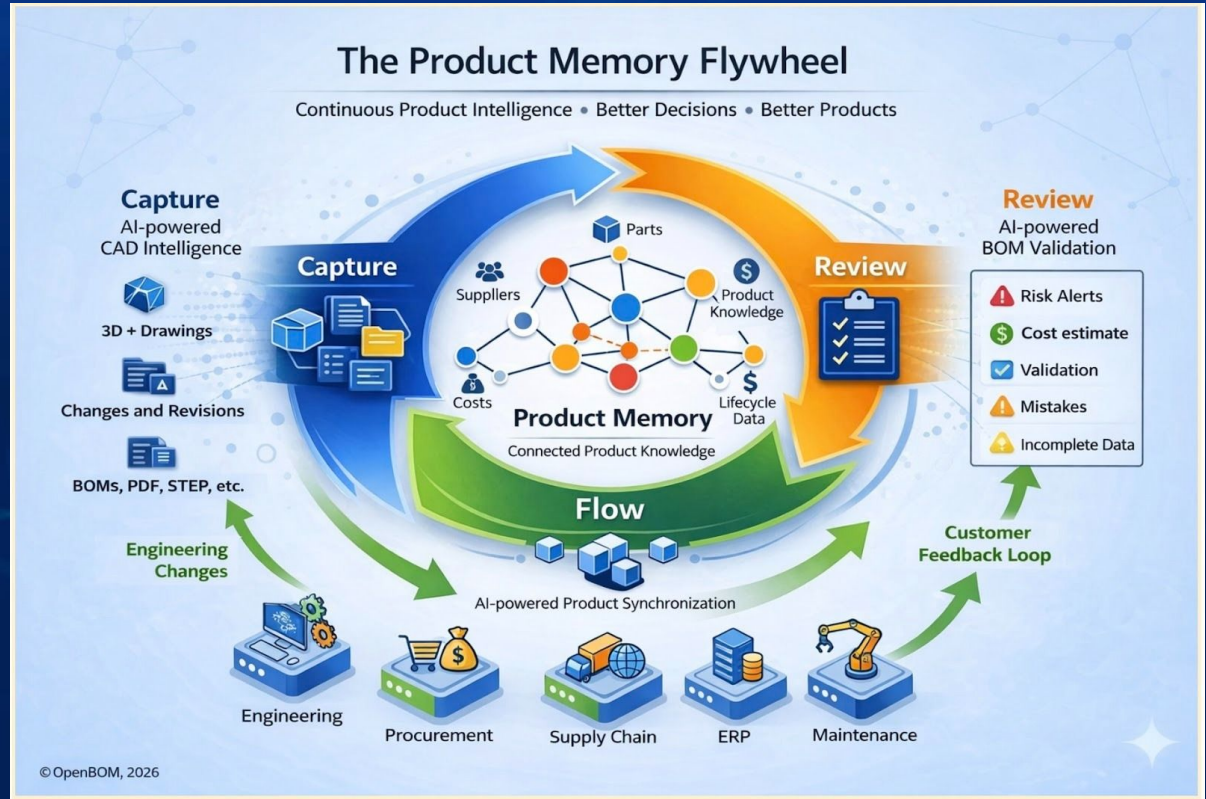 The Product Memory Flywheel
Continuous Product Intelligence • Better Decisions • Better Products
Capture
AI-powered
CAD Intelligence
3D + Drawings
Changes and Revisions
BOMs, PDF, STEP, etc.
Engineering
Changes
Capture
Parts
Suppliers
$
Product
Knowledge
Costs
$
Lifecycle
Data
Product Memory
Connected Product Knowledge
Review
Flow
AI-powered Product Synchronization
Review
AI-powered
BOM Validation
Risk Alerts
$ Cost estimate
Validation
Mistakes
Incomplete Data
Customer
Feedback Loop
$
Engineering
Procurement
Supply Chain
ERP
Maintenance
© OpenBOM, 2026